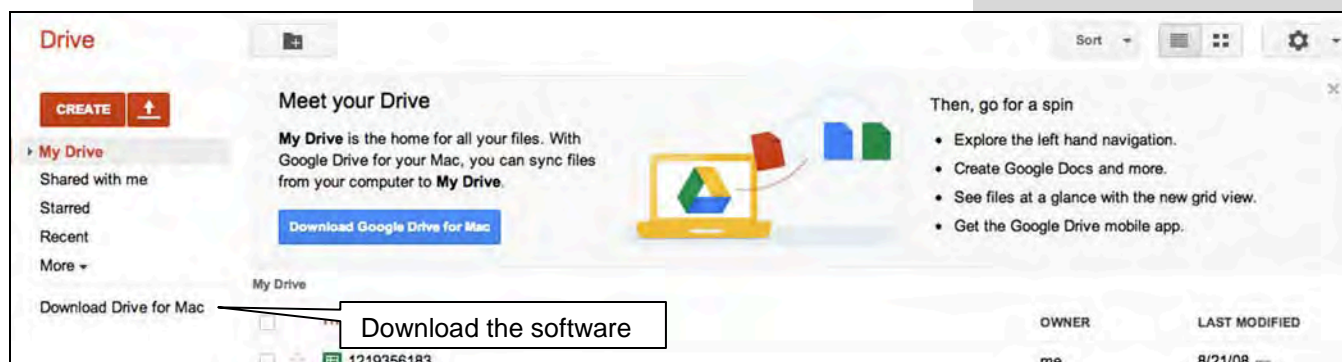 Drive
Sort
CREATE
My Drive
Shared with me
Starred
Recent
More
Download Drive for Mac
Meet your Drive
My Drive is the home for all your files. With
Google Drive for your Mac, you can sync files
from your computer to My Drive.
Download Google Drive for Mac
Then, go for a spin
• Explore the left hand navigation.
• Create Google Docs and more.
• See files at a glance with the new grid view.
• Get the Google Drive mobile app.
My Drive
Download the software
OWNER
LAST MODIFIED
1219356183
me
8/21/08